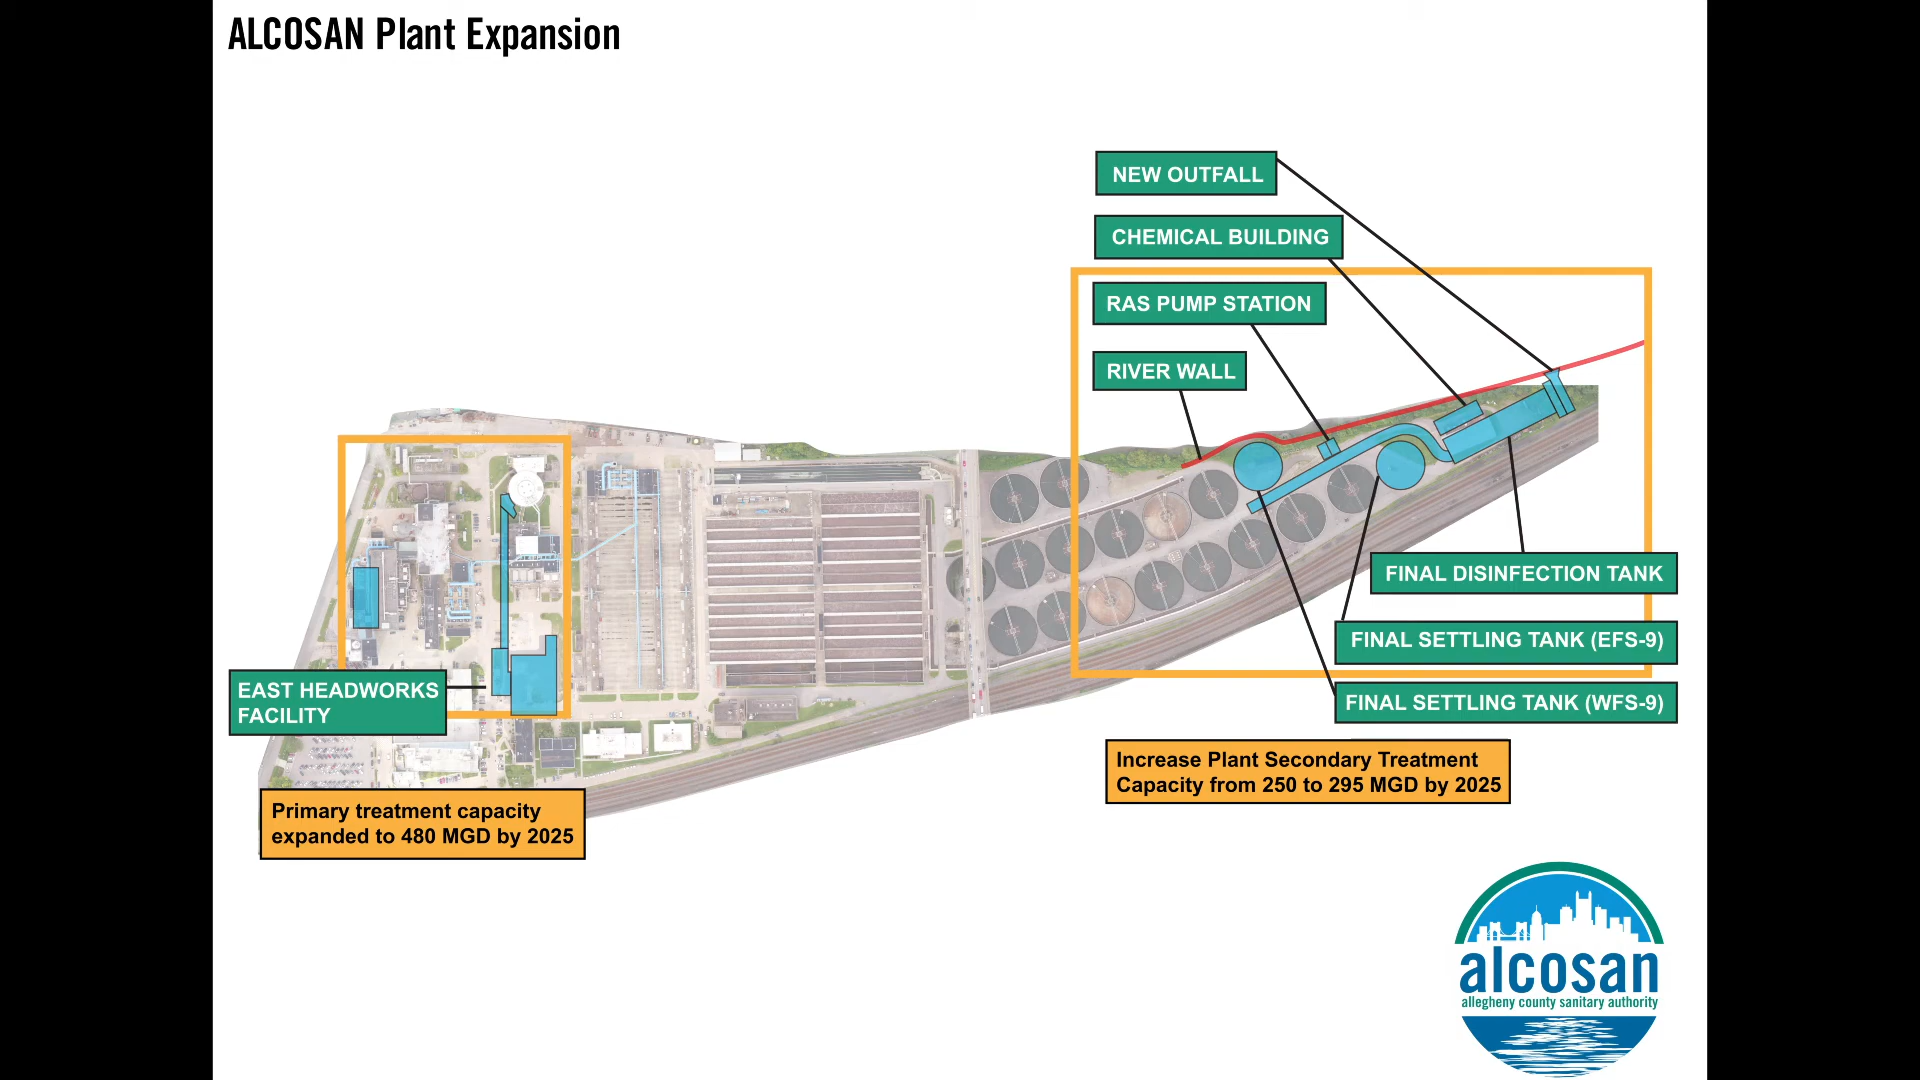 ALCOSAN Plant Expansion
NEW OUTFALL
CHEMICAL BUILDING
RAS PUMP STATION
RIVER WALL
FINAL DISINFECTION TANK
FINAL SETTLING TANK (EFS-9)
FINAL SETTLING TANK (WFS-9)
EAST HEADWORKS
FACILITY
Increase Plant Secondary Treatment
Capacity from 250 to 295 MGD by 2025
Primary treatment capacity
expanded to 480 MGD by 2025
alcosan
allegheny county sanitary authority